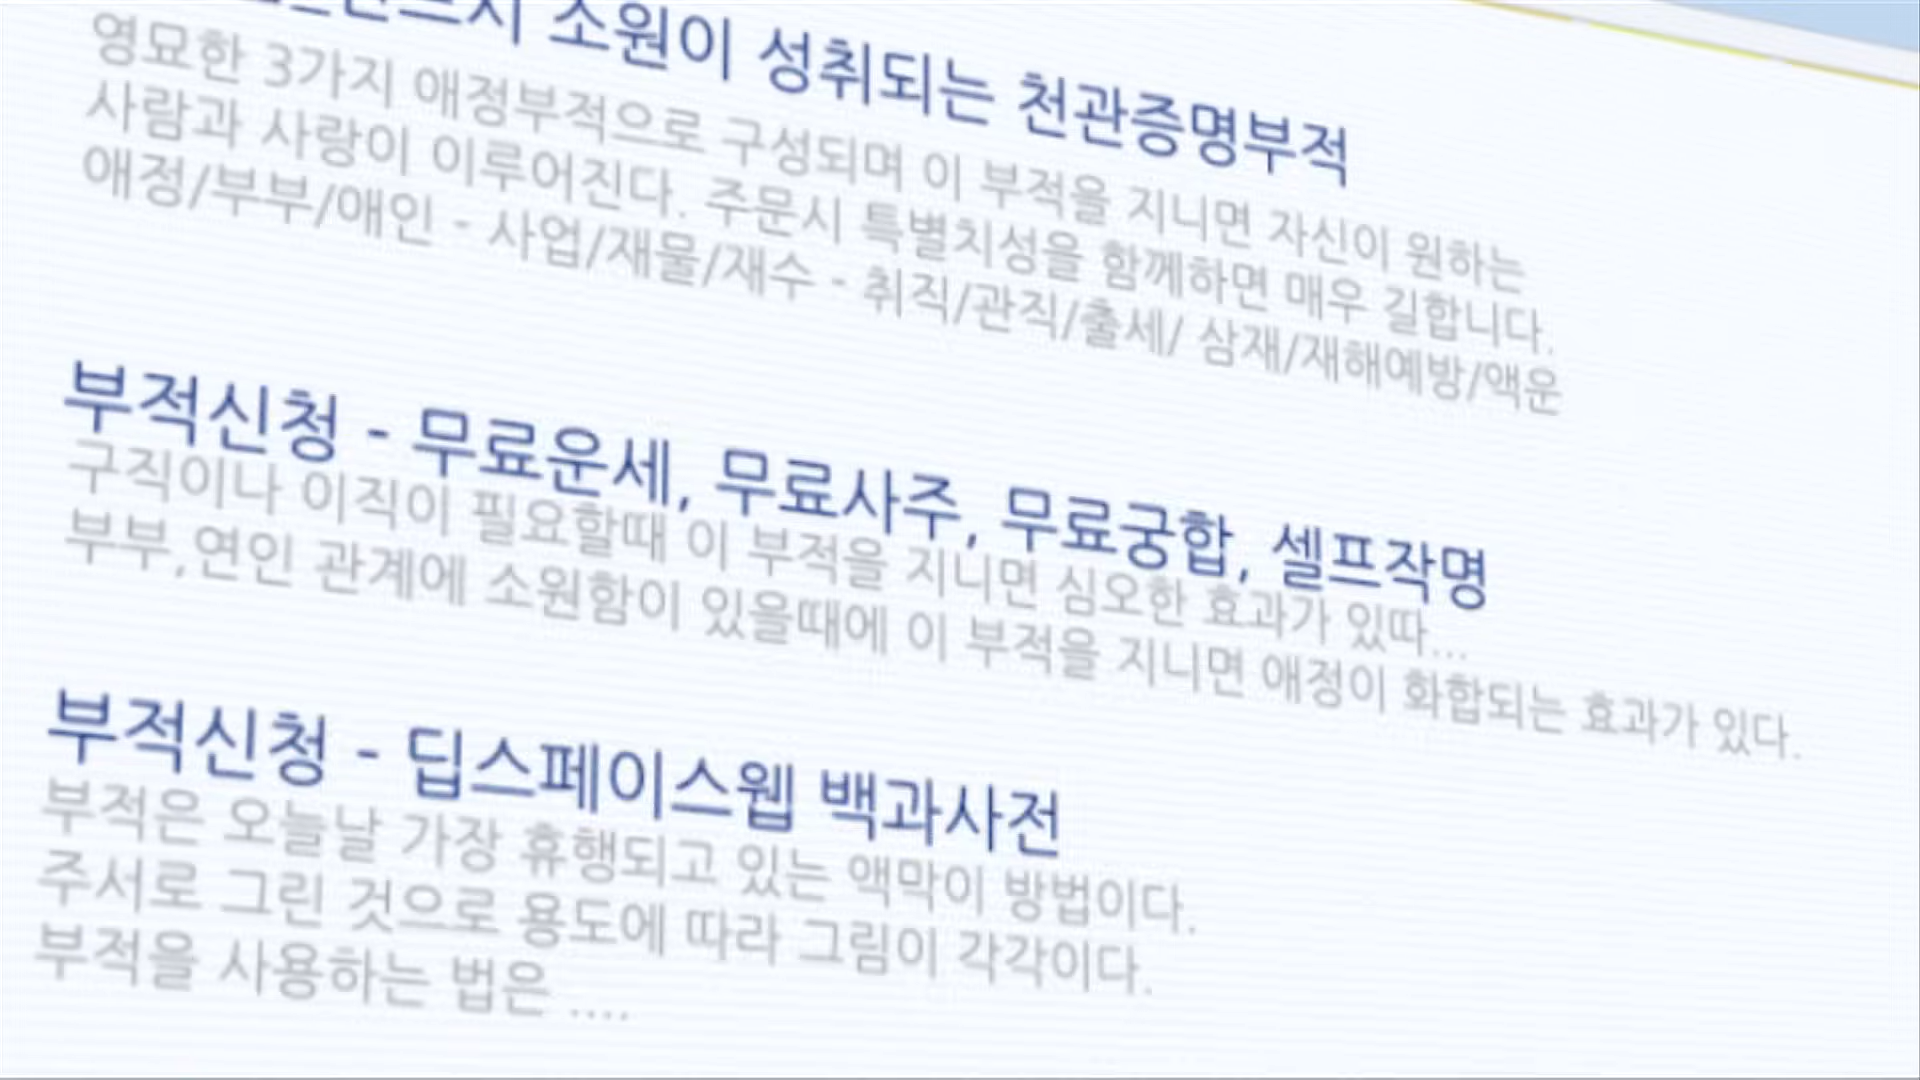 소원이 성취되는 천관증명부적
영묘한 3가지 애정부적으로 구성되며 이 부적을 지니면 자신이 원하는
사람과 사랑이 이루어진다. 주문시 특별치성을 함께하면 매우 길합니다.
애정/부부/애인 - 사업/재물/재수 - 취직/관직/출세/ 삼재/재해예방/액운
부적신청 - 무료운세, 무료사주, 무료궁합, 셀프작명
구직이나 이직이 필요할때 이 부적을 지니면 심오한 효과가 있따...
부부,연인 관계에 소원함이 있을때에 이 부적을 지니면 애정이 화합되는 효과가 있다.
부적신청 - 딥스페이스웹 백과사전
부적은 오늘날 가장 휴행되고 있는 액막이 방법이다.
주서로 그린 것으로 용도에 따라 그림이 각각이다.
부적을 사용하는 법은 ....